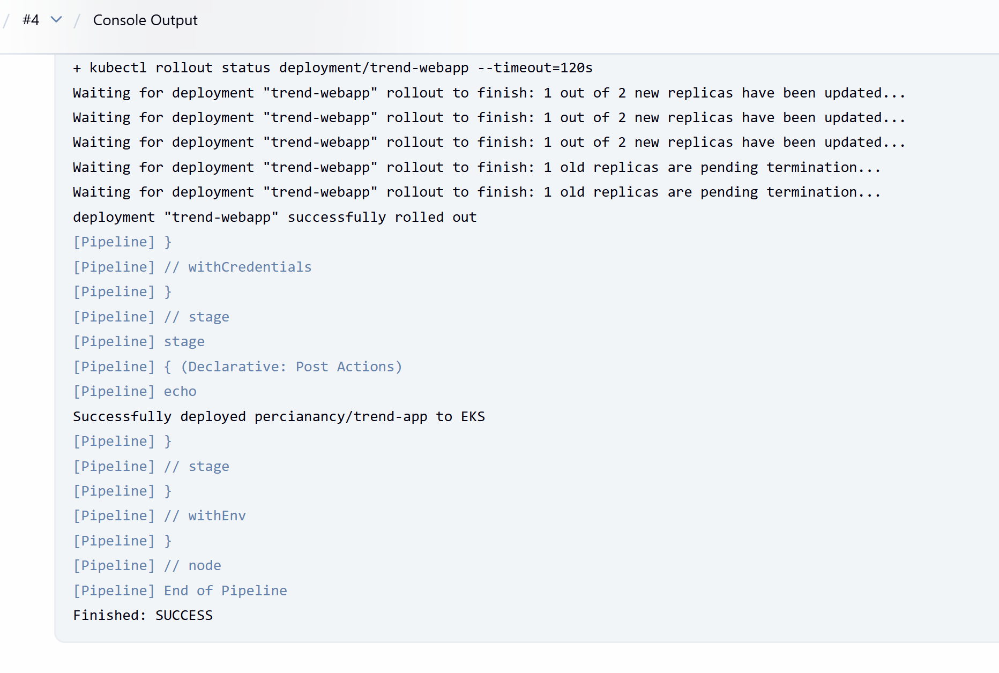 / #4 / Console Output
+ kubectl rollout status deployment/trend-webapp --timeout=120s
Waiting for deployment "trend-webapp" rollout to finish: 1 out of 2 new replicas have been updated...
Waiting for deployment "trend-webapp" rollout to finish: 1 out of 2 new replicas have been updated...
Waiting for deployment "trend-webapp" rollout to finish: 1 out of 2 new replicas have been updated...
Waiting for deployment "trend-webapp" rollout to finish: 1 old replicas are pending termination...
Waiting for deployment "trend-webapp" rollout to finish: 1 old replicas are pending termination...
deployment "trend-webapp" successfully rolled out
[Pipeline] }
[Pipeline] // withCredentials
[Pipeline] }
[Pipeline] // stage
[Pipeline] stage
[Pipeline] { (Declarative: Post Actions)
[Pipeline] echo
Successfully deployed percianancy/trend-app to EKS
[Pipeline] }
[Pipeline] // stage
[Pipeline] }
[Pipeline] // withEnv
[Pipeline] }
[Pipeline] // node
[Pipeline] End of Pipeline
Finished: SUCCESS